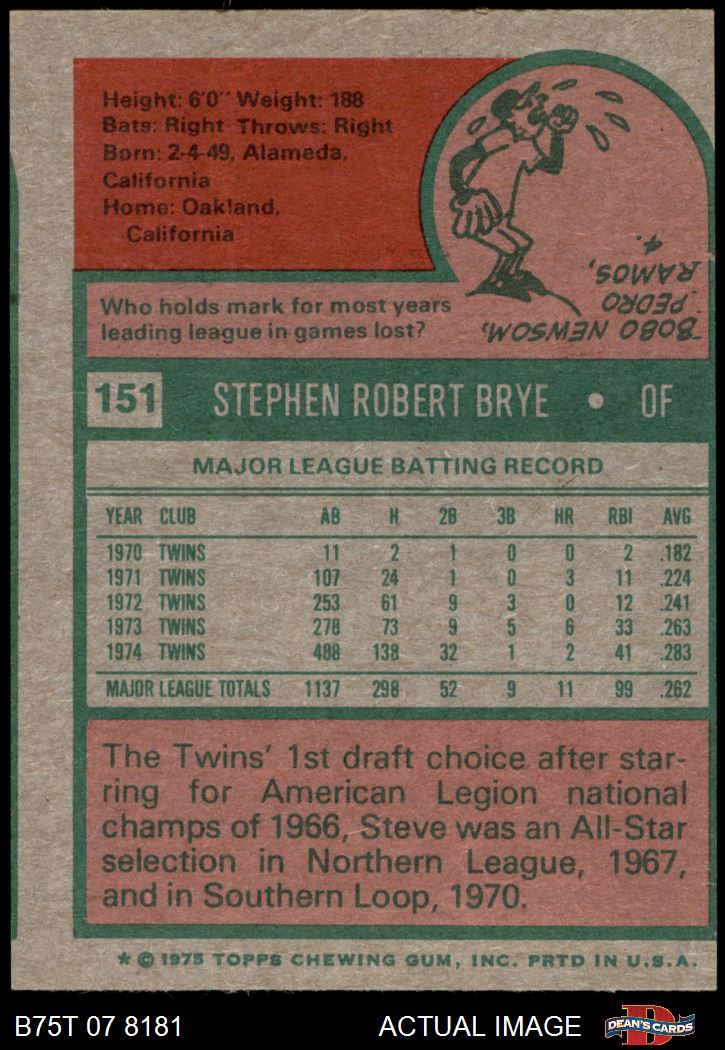 Height: 6'0" Weight: 188
Bats: Right Throws: Right
Born: 2-4-49, Alameda,
California
Home: Oakland,
California
Who holds mark for most years
leading league in games lost?
BOBO NEWSOM,
PEDRO
RAMOS,
4.
151 STEPHEN ROBERT BRYE • OF
MAJOR LEAGUE BATTING RECORD
YEAR CLUB AB H 2B 3B HR RBI AVG
1970 TWINS 11 2 1 0 0 2 .182
1971 TWINS 107 24 1 0 3 11 .224
1972 TWINS 253 61 9 3 0 12 .241
1973 TWINS 278 73 9 5 6 33 .263
1974 TWINS 488 138 32 1 2 41 .283
MAJOR LEAGUE TOTALS 1137 298 52 9 11 99 .262
The Twins' 1st draft choice after star-
ring for American Legion national
champs of 1966, Steve was an All-Star
selection in Northern League, 1967,
and in Southern Loop, 1970.
* © 1975 TOPPS CHEWING GUM, INC. PRTD IN U.S.A.
B75T 07 8181 ACTUAL IMAGE DEAN'S CARDS